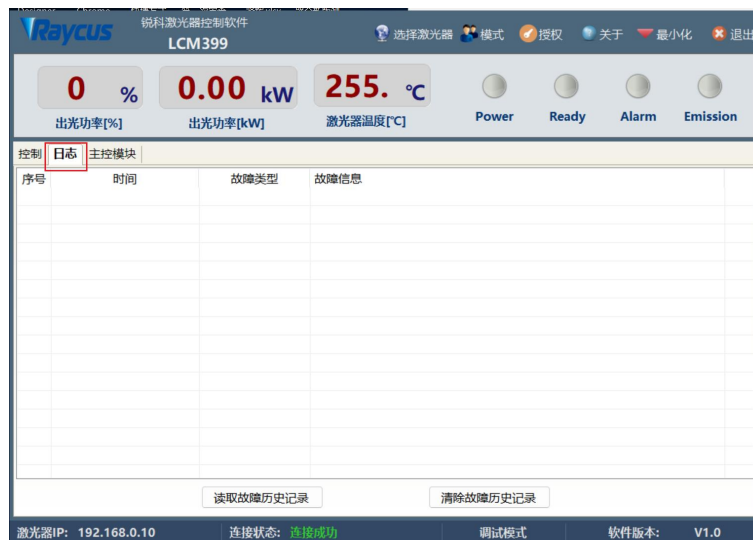 Raycus
锐科激光器控制软件
LCM399
选择激光器 模式 授权 关于 最小化 退出
0 % 0.00 kW 255. ℃
出光功率[%] 出光功率[kW] 激光器温度[℃] Power Ready Alarm Emission
控制 日志 主控模块
序号 时间 故障类型 故障信息
读取故障历史记录 清除故障历史记录
激光器IP: 192.168.0.10 连接状态: 连接成功 调试模式 软件版本: V1.0